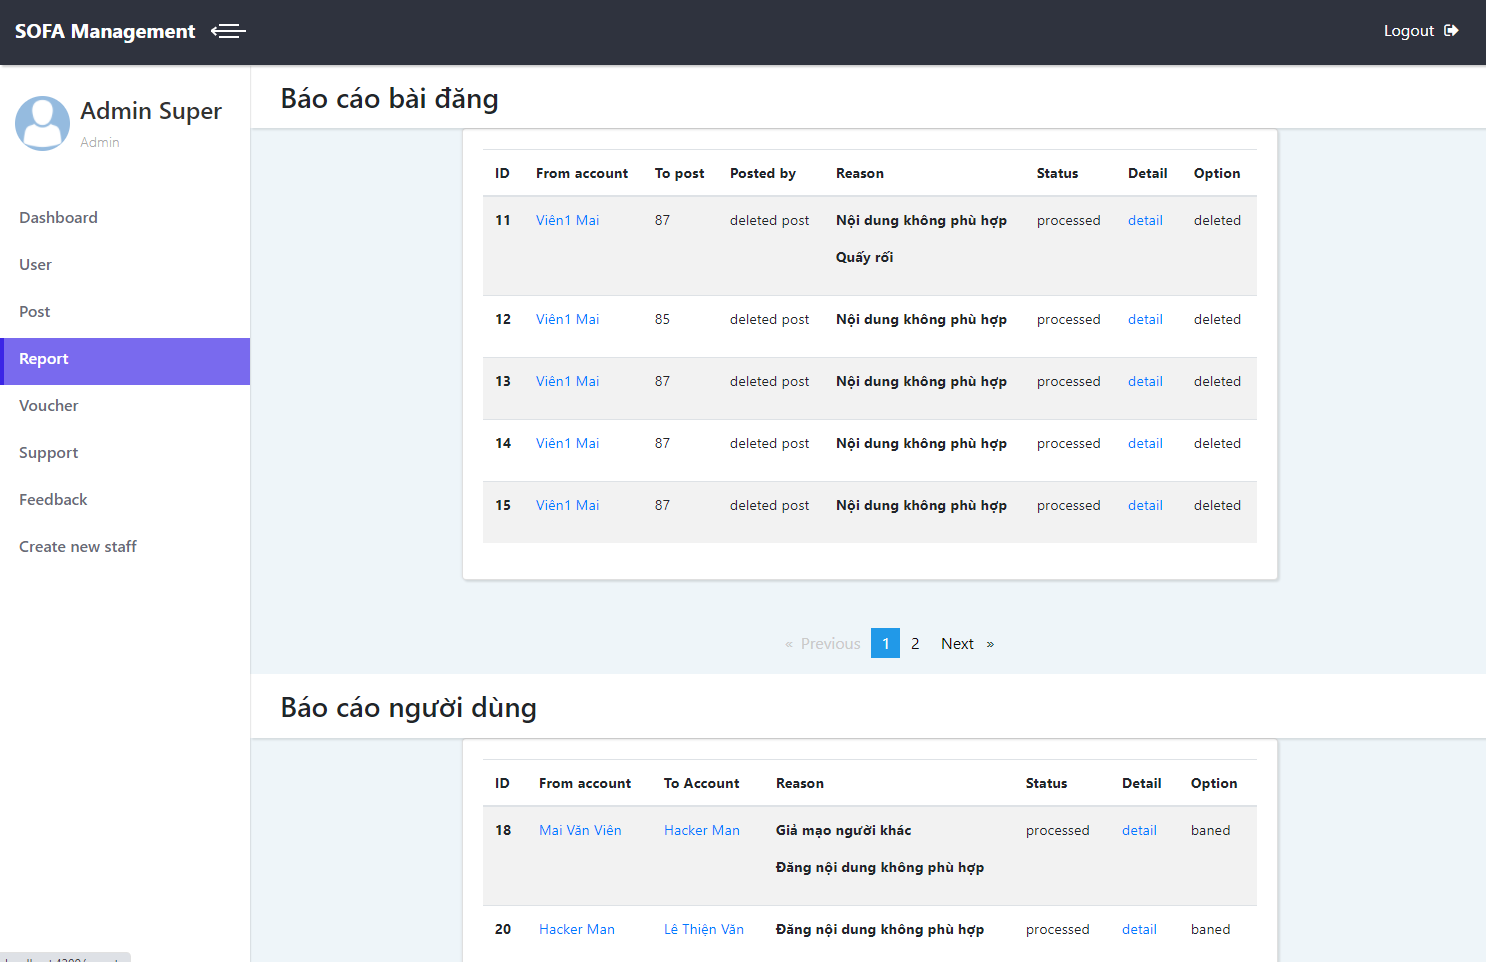 SOFA Management
Logout
Admin Super
Admin
Dashboard
User
Post
Report
Voucher
Support
Feedback
Create new staff
Báo cáo bài đăng
ID From account To post Posted by Reason Status Detail Option
11 Viên1 Mai 87 deleted post Nội dung không phù hợp processed detail deleted
Quấy rối
12 Viên1 Mai 85 deleted post Nội dung không phù hợp processed detail deleted
13 Viên1 Mai 87 deleted post Nội dung không phù hợp processed detail deleted
14 Viên1 Mai 87 deleted post Nội dung không phù hợp processed detail deleted
15 Viên1 Mai 87 deleted post Nội dung không phù hợp processed detail deleted
« Previous 1 2 Next »
Báo cáo người dùng
ID From account To Account Reason Status Detail Option
18 Mai Văn Viên Hacker Man Giả mạo người khác processed detail baned
Đăng nội dung không phù hợp
20 Hacker Man Lê Thiện Văn Đăng nội dung không phù hợp processed detail baned